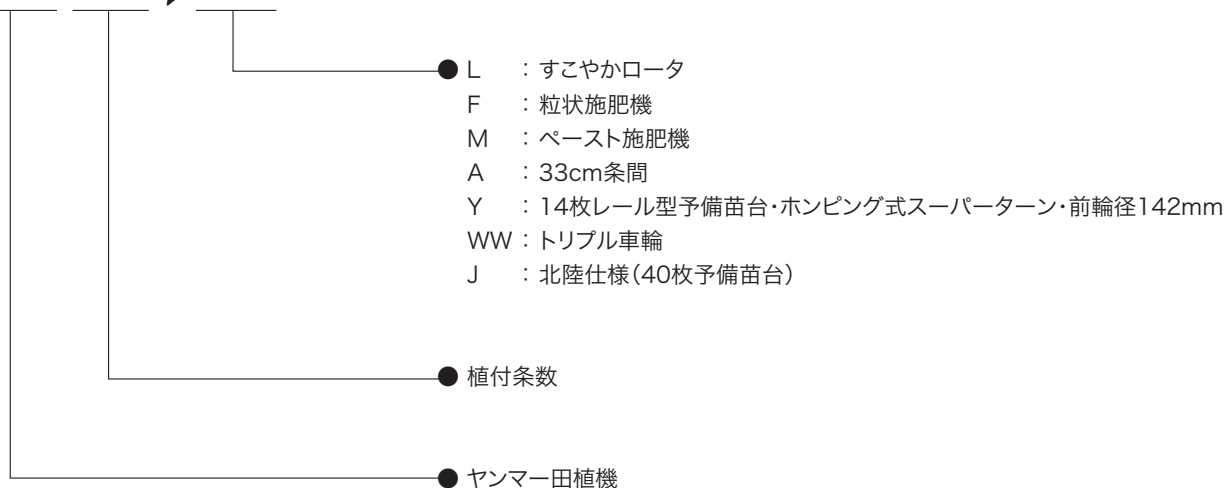 L : すこやかロータ
F : 粒状施肥機
M : ペースト施肥機
A : 33cm条間
Y : 14枚レール型予備苗台・ホンピング式スーパーターン・前輪径142mm
WW : トリプル車輪
J : 北陸仕様(40枚予備苗台)
植付条数
ヤンマー田植機